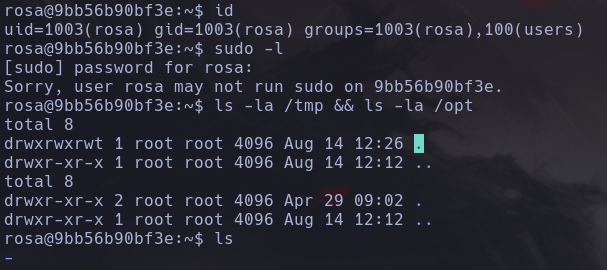 rosa@9bb56b90bf3e:~$ id
uid=1003(rosa) gid=1003(rosa) groups=1003(rosa),100(users)
rosa@9bb56b90bf3e:~$ sudo -l
[sudo] password for rosa:
Sorry, user rosa may not run sudo on 9bb56b90bf3e.
rosa@9bb56b90bf3e:~$ ls -la /tmp && ls -la /opt
total 8
drwxrwxrwt 1 root root 4096 Aug 14 12:26 .
drwxr-xr-x 1 root root 4096 Aug 14 12:12 ..
total 8
drwxr-xr-x 2 root root 4096 Apr 29 09:02 .
drwxr-xr-x 1 root root 4096 Aug 14 12:12 ..
rosa@9bb56b90bf3e:~$ ls
-